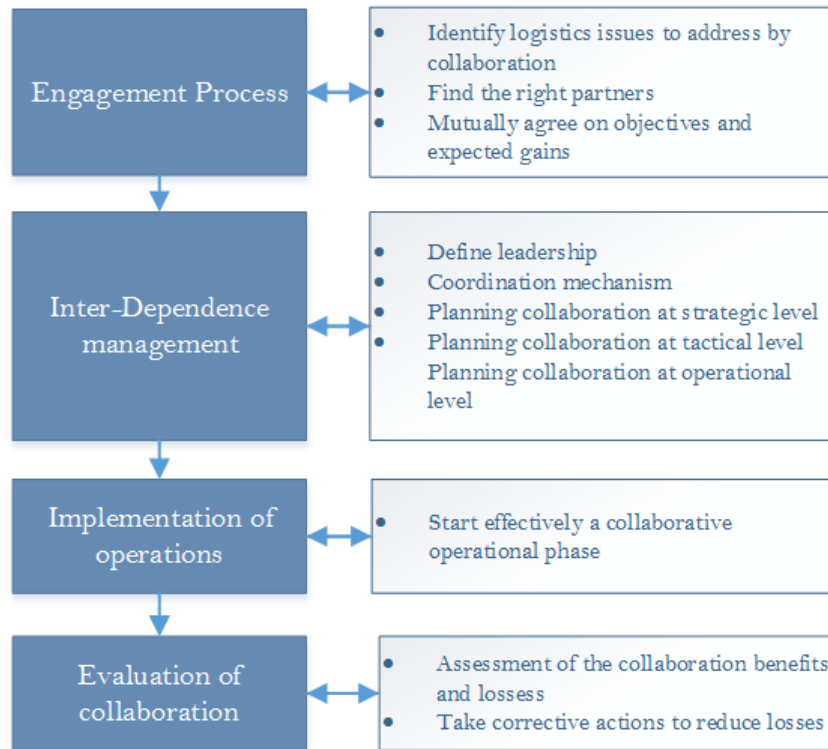 Engagement Process
• Identify logistics issues to address by
collaboration
• Find the right partners
• Mutually agree on objectives and
expected gains
Inter-Dependence
management
• Define leadership
• Coordination mechanism
• Planning collaboration at strategic level
• Planning collaboration at tactical level
Planning collaboration at operational
level
Implementation of
operations
• Start effectively a collaborative
operational phase
Evaluation of
collaboration
• Assessment of the collaboration benefits
and lossess
• Take corrective actions to reduce losses